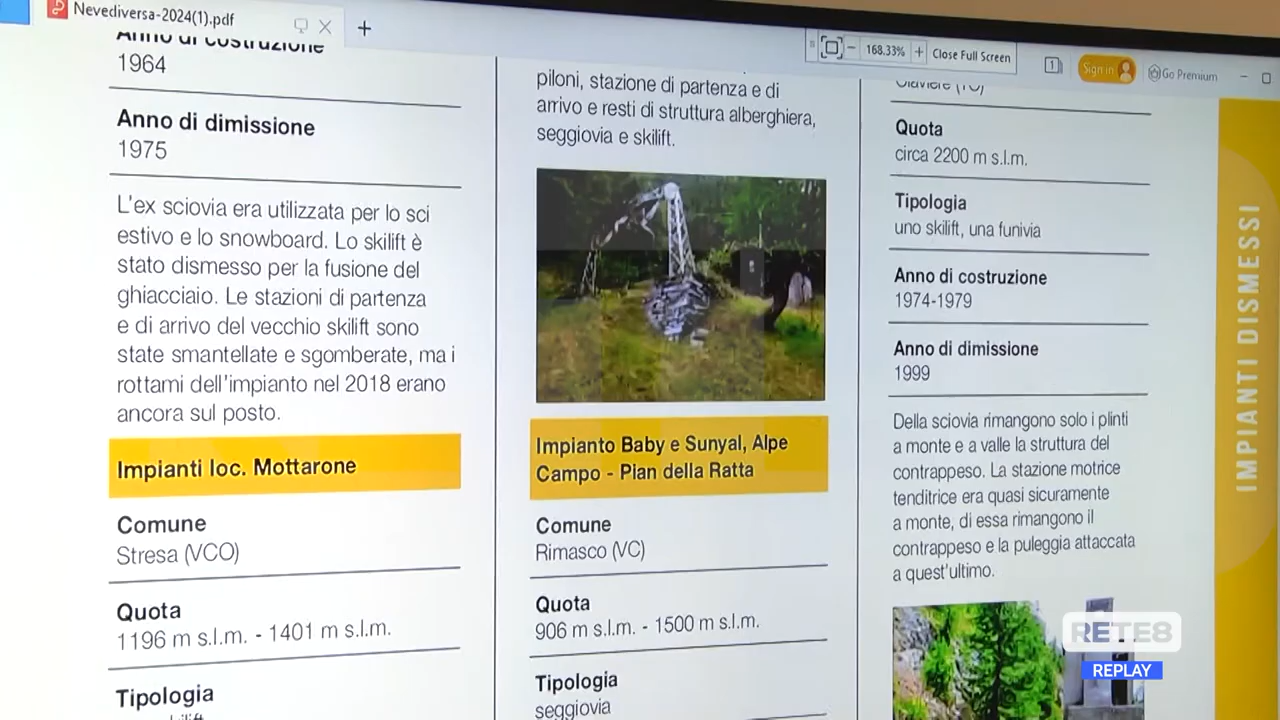 Nevediversa-2024(1).pdf
168.33%
Close Full Screen
1
Sign in
Go Premium
Anno di costruzione
1964
Anno di dimissione
1975
L'ex sciovia era utilizzata per lo sci
estivo e lo snowboard. Lo skilift è
stato dismesso per la fusione del
ghiacciaio. Le stazioni di partenza
e di arrivo del vecchio skilift sono
state smantellate e sgomberate, ma i
rottami dell'impianto nel 2018 erano
ancora sul posto.
Impianti loc. Mottarone
Comune
Stresa (VCO)
Quota
1196 m s.l.m. - 1401 m s.l.m.
Tipologia
piloni, stazione di partenza e di
arrivo e resti di struttura alberghiera,
seggiovia e skilift.
Impianto Baby e Sunyal, Alpe
Campo - Pian della Ratta
Comune
Rimasco (VC)
Quota
906 m s.l.m. - 1500 m s.l.m.
Tipologia
seggiovia
Claviere (TO)
Quota
circa 2200 m s.l.m.
Tipologia
uno skilift, una funivia
Anno di costruzione
1974-1979
Anno di dimissione
1999
Della sciovia rimangono solo i plinti
a monte e a valle la struttura del
contrappeso. La stazione motrice
tenditrice era quasi sicuramente
a monte, di essa rimangono il
contrappeso e la puleggia attaccata
a quest'ultimo.
IMPIANTI DISMESSI
RETE8
REPLAY